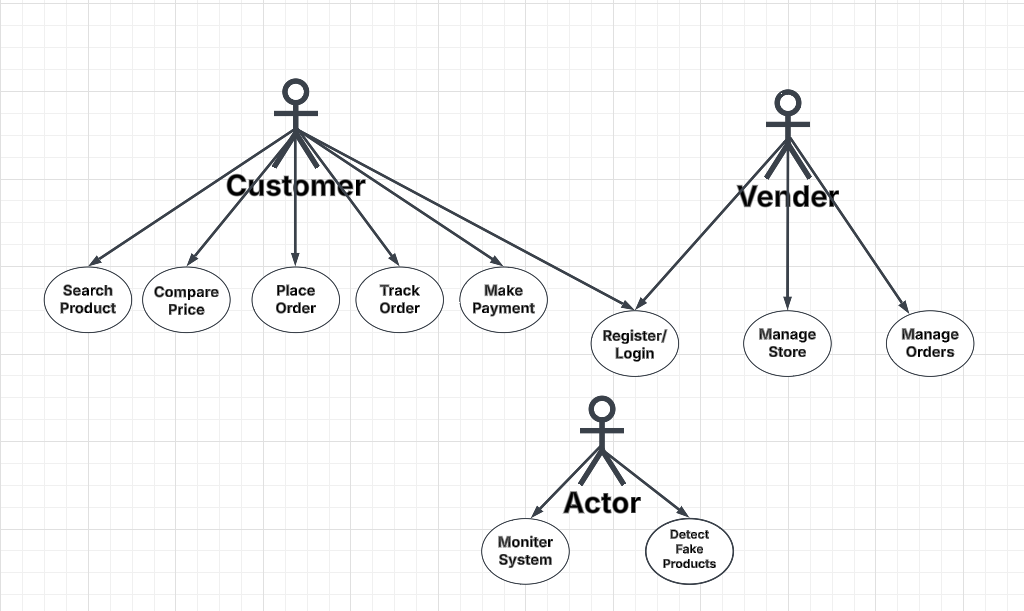 Customer
Vender
Search
Product
Compare
Price
Place
Order
Track
Order
Make
Payment
Register/
Login
Manage
Store
Manage
Orders
Actor
Moniter
System
Detect
Fake
Products